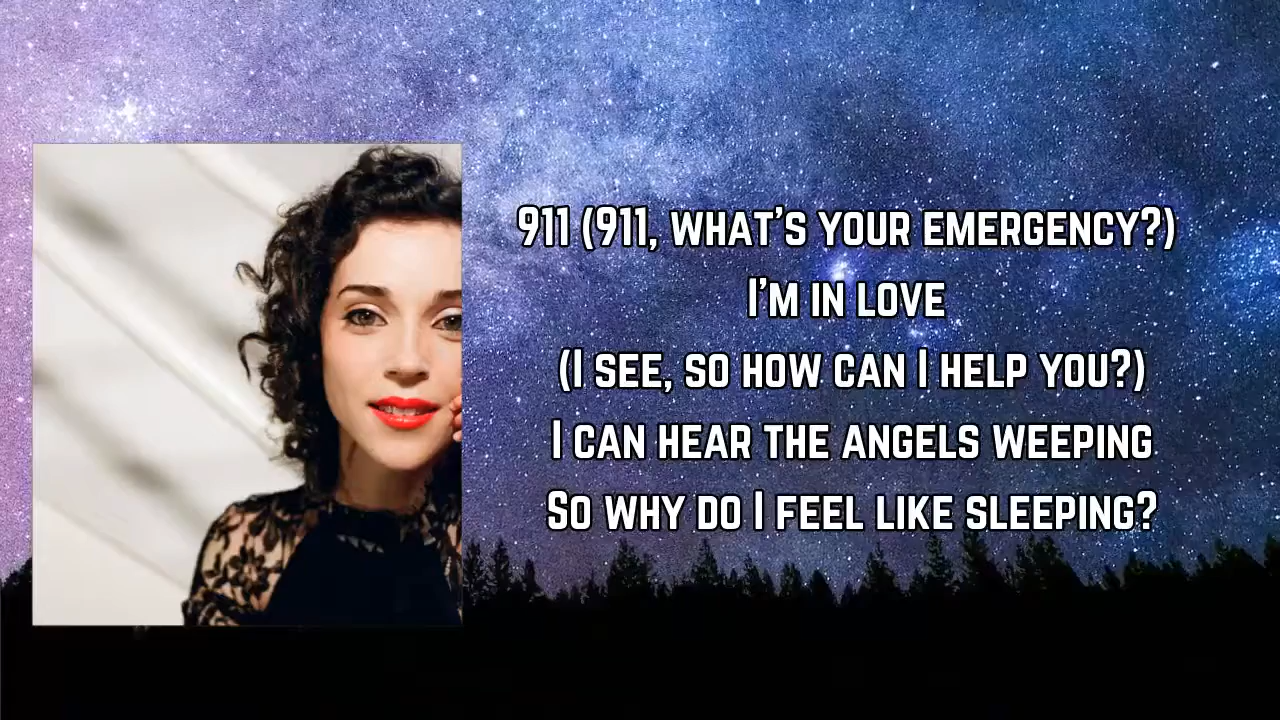 911 (911, WHAT'S YOUR EMERGENCY?)
I'M IN LOVE
(I SEE, SO HOW CAN I HELP YOU?)
I CAN HEAR THE ANGELS WEEPING
SO WHY DO I FEEL LIKE SLEEPING?